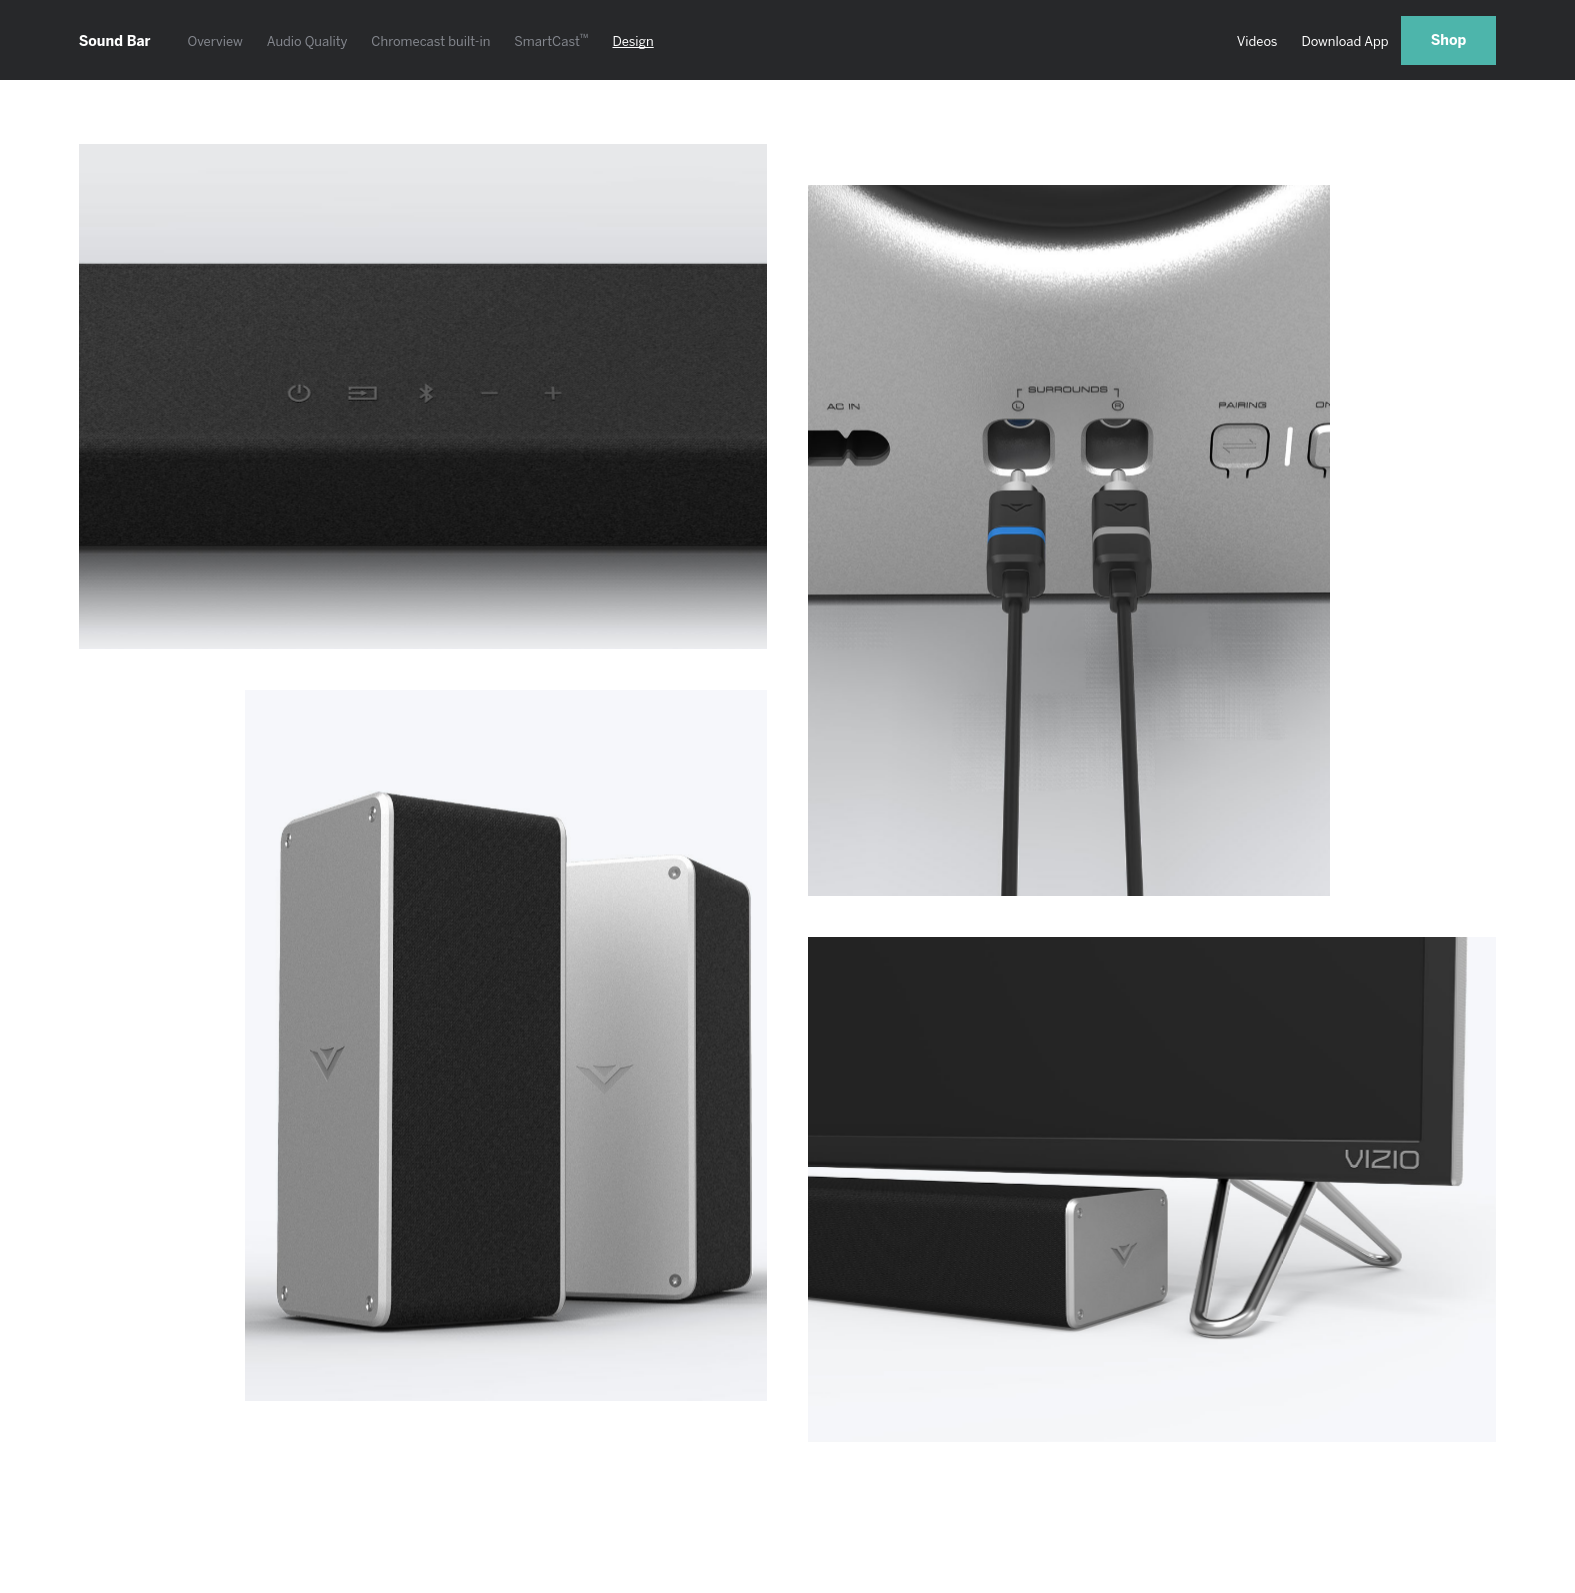 Sound Bar
Overview
Audio Quality
Chromecast built-in
SmartCast™
Design
Videos
Download App
Shop
SURROUNDS
L
R
AC IN
PAIRING
VIZIO